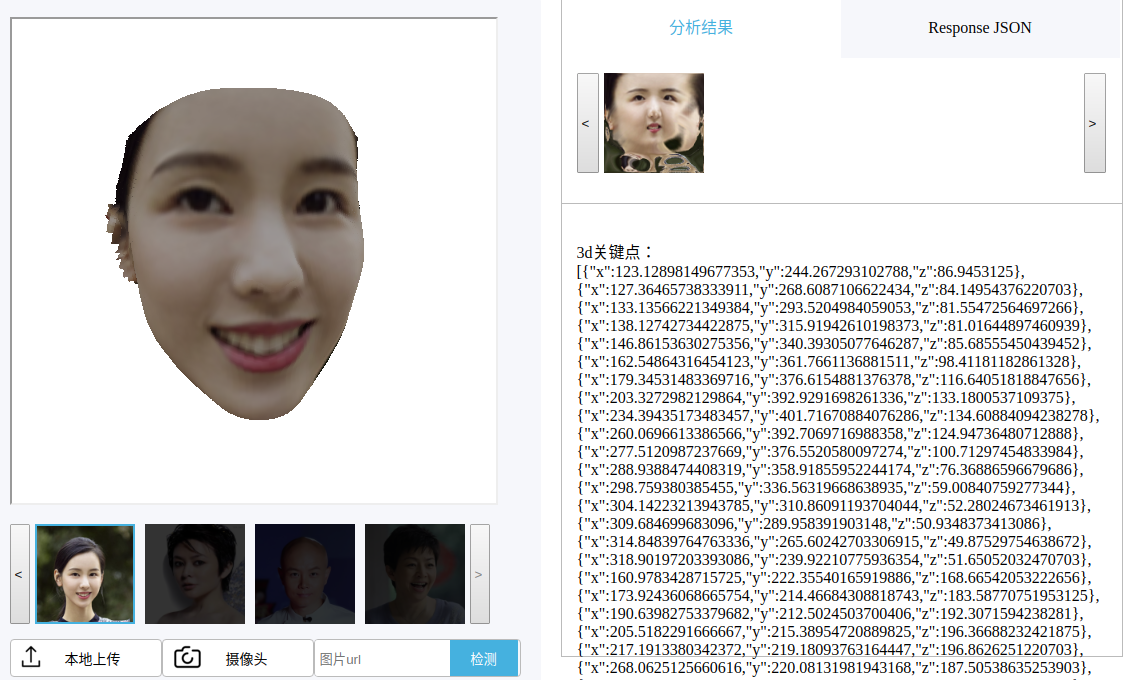 分析结果
Response JSON
<
>
3d关键点：
[{"x":123.12898149677353,"y":244.267293102788,"z":86.9453125},
{"x":127.36465738333911,"y":268.6087106622434,"z":84.14954376220703},
{"x":133.13566221349384,"y":293.5204984059053,"z":81.55472564697266},
{"x":138.12742734422875,"y":315.91942610198373,"z":81.01644897460939},
{"x":146.86153630275356,"y":340.39305077646287,"z":85.68555450439452},
{"x":162.54864316454123,"y":361.7661136881511,"z":98.41181182861328},
{"x":179.34531483369716,"y":376.6154881376378,"z":116.64051818847656},
{"x":203.3272982129864,"y":392.9291698261336,"z":133.1800537109375},
{"x":234.39435173483457,"y":401.71670884076286,"z":134.60884094238278},
{"x":260.0696613386566,"y":392.7069716988358,"z":124.94736480712888},
{"x":277.5120987237669,"y":376.5520580097274,"z":100.71297454833984},
{"x":288.9388474408319,"y":358.91855952244174,"z":76.36886596679686},
{"x":298.759380385455,"y":336.56319668638935,"z":59.00840759277344},
{"x":304.14223213943785,"y":310.86091193704044,"z":52.28024673461913},
{"x":309.684699683096,"y":289.958391903148,"z":50.9348373413086},
{"x":314.84839764763336,"y":265.60242703306915,"z":49.87529754638672},
{"x":318.90197203393086,"y":239.92210775936354,"z":51.65052032470703},
{"x":160.9783428715725,"y":222.35540165919886,"z":168.66542053222656},
{"x":173.92436068665754,"y":214.46684308818743,"z":183.58770751953125},
{"x":190.63982753379682,"y":212.5024503700406,"z":192.3071594238281},
{"x":205.5182291666667,"y":215.38954720889825,"z":196.36688232421875},
{"x":217.1913380342362,"y":219.18093763164447,"z":196.8626251220703},
{"x":268.0625125660616,"y":220.08131981943168,"z":187.50538635253903},
<
>
本地上传
摄像头
图片url
检测